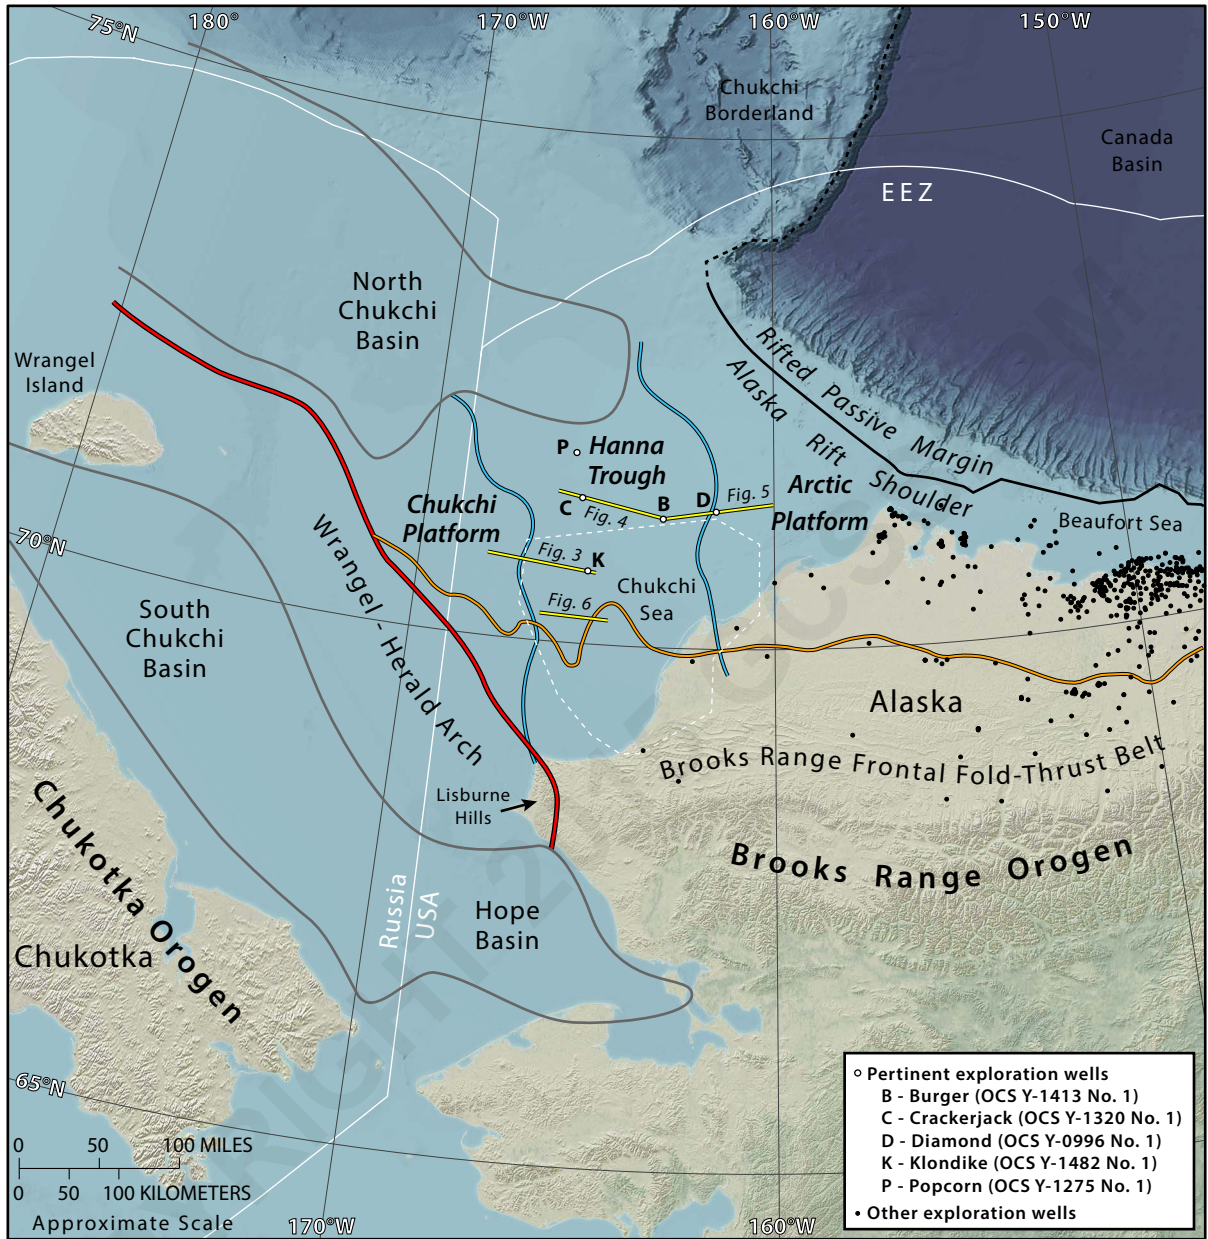 180°
170°W
160°W
150°W
75°N
Chukchi
Borderland
Canada
Basin
EEZ
North
Chukchi
Basin
Wrangel
Island
Rifted Passive Margin
Alaska Rift Shoulder
P
Hanna
Trough
C
Fig. 4
B
D
Fig. 5
Arctic
Platform
Chukchi
Platform
Beaufort Sea
70°N
Fig. 3
K
Chukchi
Sea
Fig. 6
South
Chukchi
Basin
Wrangel - Herald Arch
Alaska
Brooks Range Frontal Fold-Thrust Belt
Lisburne
Hills
Brooks Range Orogen
Chukotka Orogen
Chukotka
Russia
USA
Hope
Basin
65°N
0 50 100 MILES
0 50 100 KILOMETERS
Approximate Scale
170°W
160°W
Pertinent exploration wells
B - Burger (OCS Y-1413 No. 1)
C - Crackerjack (OCS Y-1320 No. 1)
D - Diamond (OCS Y-0996 No. 1)
K - Klondike (OCS Y-1482 No. 1)
P - Popcorn (OCS Y-1275 No. 1)
Other exploration wells